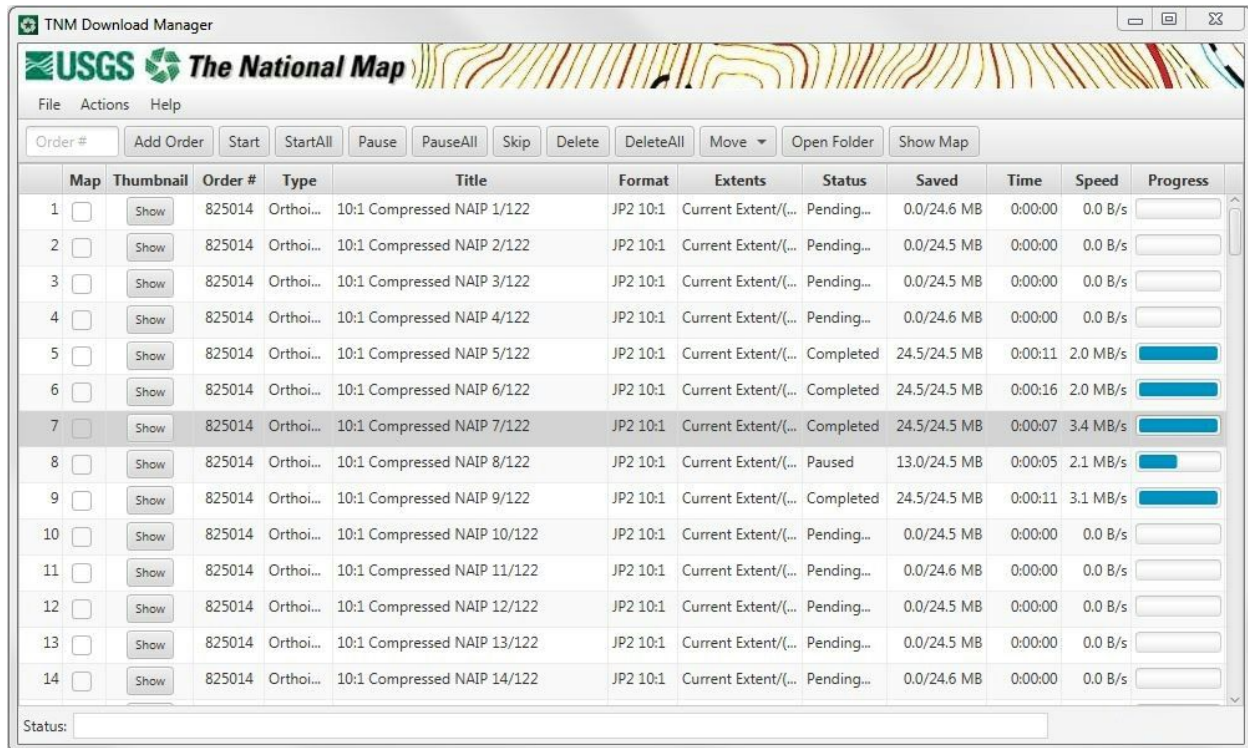 TNM Download Manager
USGS The National Map
File Actions Help
Order # Add Order Start StartAll Pause PauseAll Skip Delete DeleteAll Move Open Folder Show Map
Map Thumbnail Order # Type Title Format Extents Status Saved Time Speed Progress
1 Show 825014 Orthoi... 10:1 Compressed NAIP 1/122 JP2 10:1 Current Extent/(... Pending... 0.0/24.6 MB 0:00:00 0.0 B/s
2 Show 825014 Orthoi... 10:1 Compressed NAIP 2/122 JP2 10:1 Current Extent/(... Pending... 0.0/24.5 MB 0:00:00 0.0 B/s
3 Show 825014 Orthoi... 10:1 Compressed NAIP 3/122 JP2 10:1 Current Extent/(... Pending... 0.0/24.5 MB 0:00:00 0.0 B/s
4 Show 825014 Orthoi... 10:1 Compressed NAIP 4/122 JP2 10:1 Current Extent/(... Pending... 0.0/24.6 MB 0:00:00 0.0 B/s
5 Show 825014 Orthoi... 10:1 Compressed NAIP 5/122 JP2 10:1 Current Extent/(... Completed 24.5/24.5 MB 0:00:11 2.0 MB/s
6 Show 825014 Orthoi... 10:1 Compressed NAIP 6/122 JP2 10:1 Current Extent/(... Completed 24.5/24.5 MB 0:00:16 2.0 MB/s
7 Show 825014 Orthoi... 10:1 Compressed NAIP 7/122 JP2 10:1 Current Extent/(... Completed 24.5/24.5 MB 0:00:07 3.4 MB/s
8 Show 825014 Orthoi... 10:1 Compressed NAIP 8/122 JP2 10:1 Current Extent/(... Paused 13.0/24.5 MB 0:00:05 2.1 MB/s
9 Show 825014 Orthoi... 10:1 Compressed NAIP 9/122 JP2 10:1 Current Extent/(... Completed 24.5/24.5 MB 0:00:11 3.1 MB/s
10 Show 825014 Orthoi... 10:1 Compressed NAIP 10/122 JP2 10:1 Current Extent/(... Pending... 0.0/24.6 MB 0:00:00 0.0 B/s
11 Show 825014 Orthoi... 10:1 Compressed NAIP 11/122 JP2 10:1 Current Extent/(... Pending... 0.0/24.6 MB 0:00:00 0.0 B/s
12 Show 825014 Orthoi... 10:1 Compressed NAIP 12/122 JP2 10:1 Current Extent/(... Pending... 0.0/24.5 MB 0:00:00 0.0 B/s
13 Show 825014 Orthoi... 10:1 Compressed NAIP 13/122 JP2 10:1 Current Extent/(... Pending... 0.0/24.5 MB 0:00:00 0.0 B/s
14 Show 825014 Orthoi... 10:1 Compressed NAIP 14/122 JP2 10:1 Current Extent/(... Pending... 0.0/24.6 MB 0:00:00 0.0 B/s
Status: